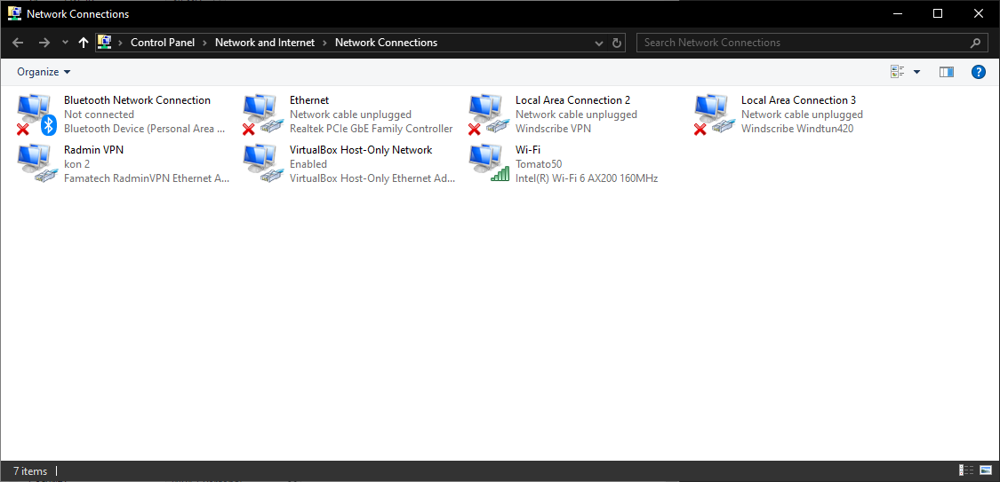 Network Connections
Control Panel > Network and Internet > Network Connections
Search Network Connections
Organize
Bluetooth Network Connection
Not connected
Bluetooth Device (Personal Area ...
Ethernet
Network cable unplugged
Realtek PCIe GbE Family Controller
Local Area Connection 2
Network cable unplugged
Windscribe VPN
Local Area Connection 3
Network cable unplugged
Windscribe Windtun420
Radmin VPN
kon 2
Famatech RadminVPN Ethernet A...
VirtualBox Host-Only Network
Enabled
VirtualBox Host-Only Ethernet Ad...
Wi-Fi
Tomato50
Intel(R) Wi-Fi 6 AX200 160MHz
7 items